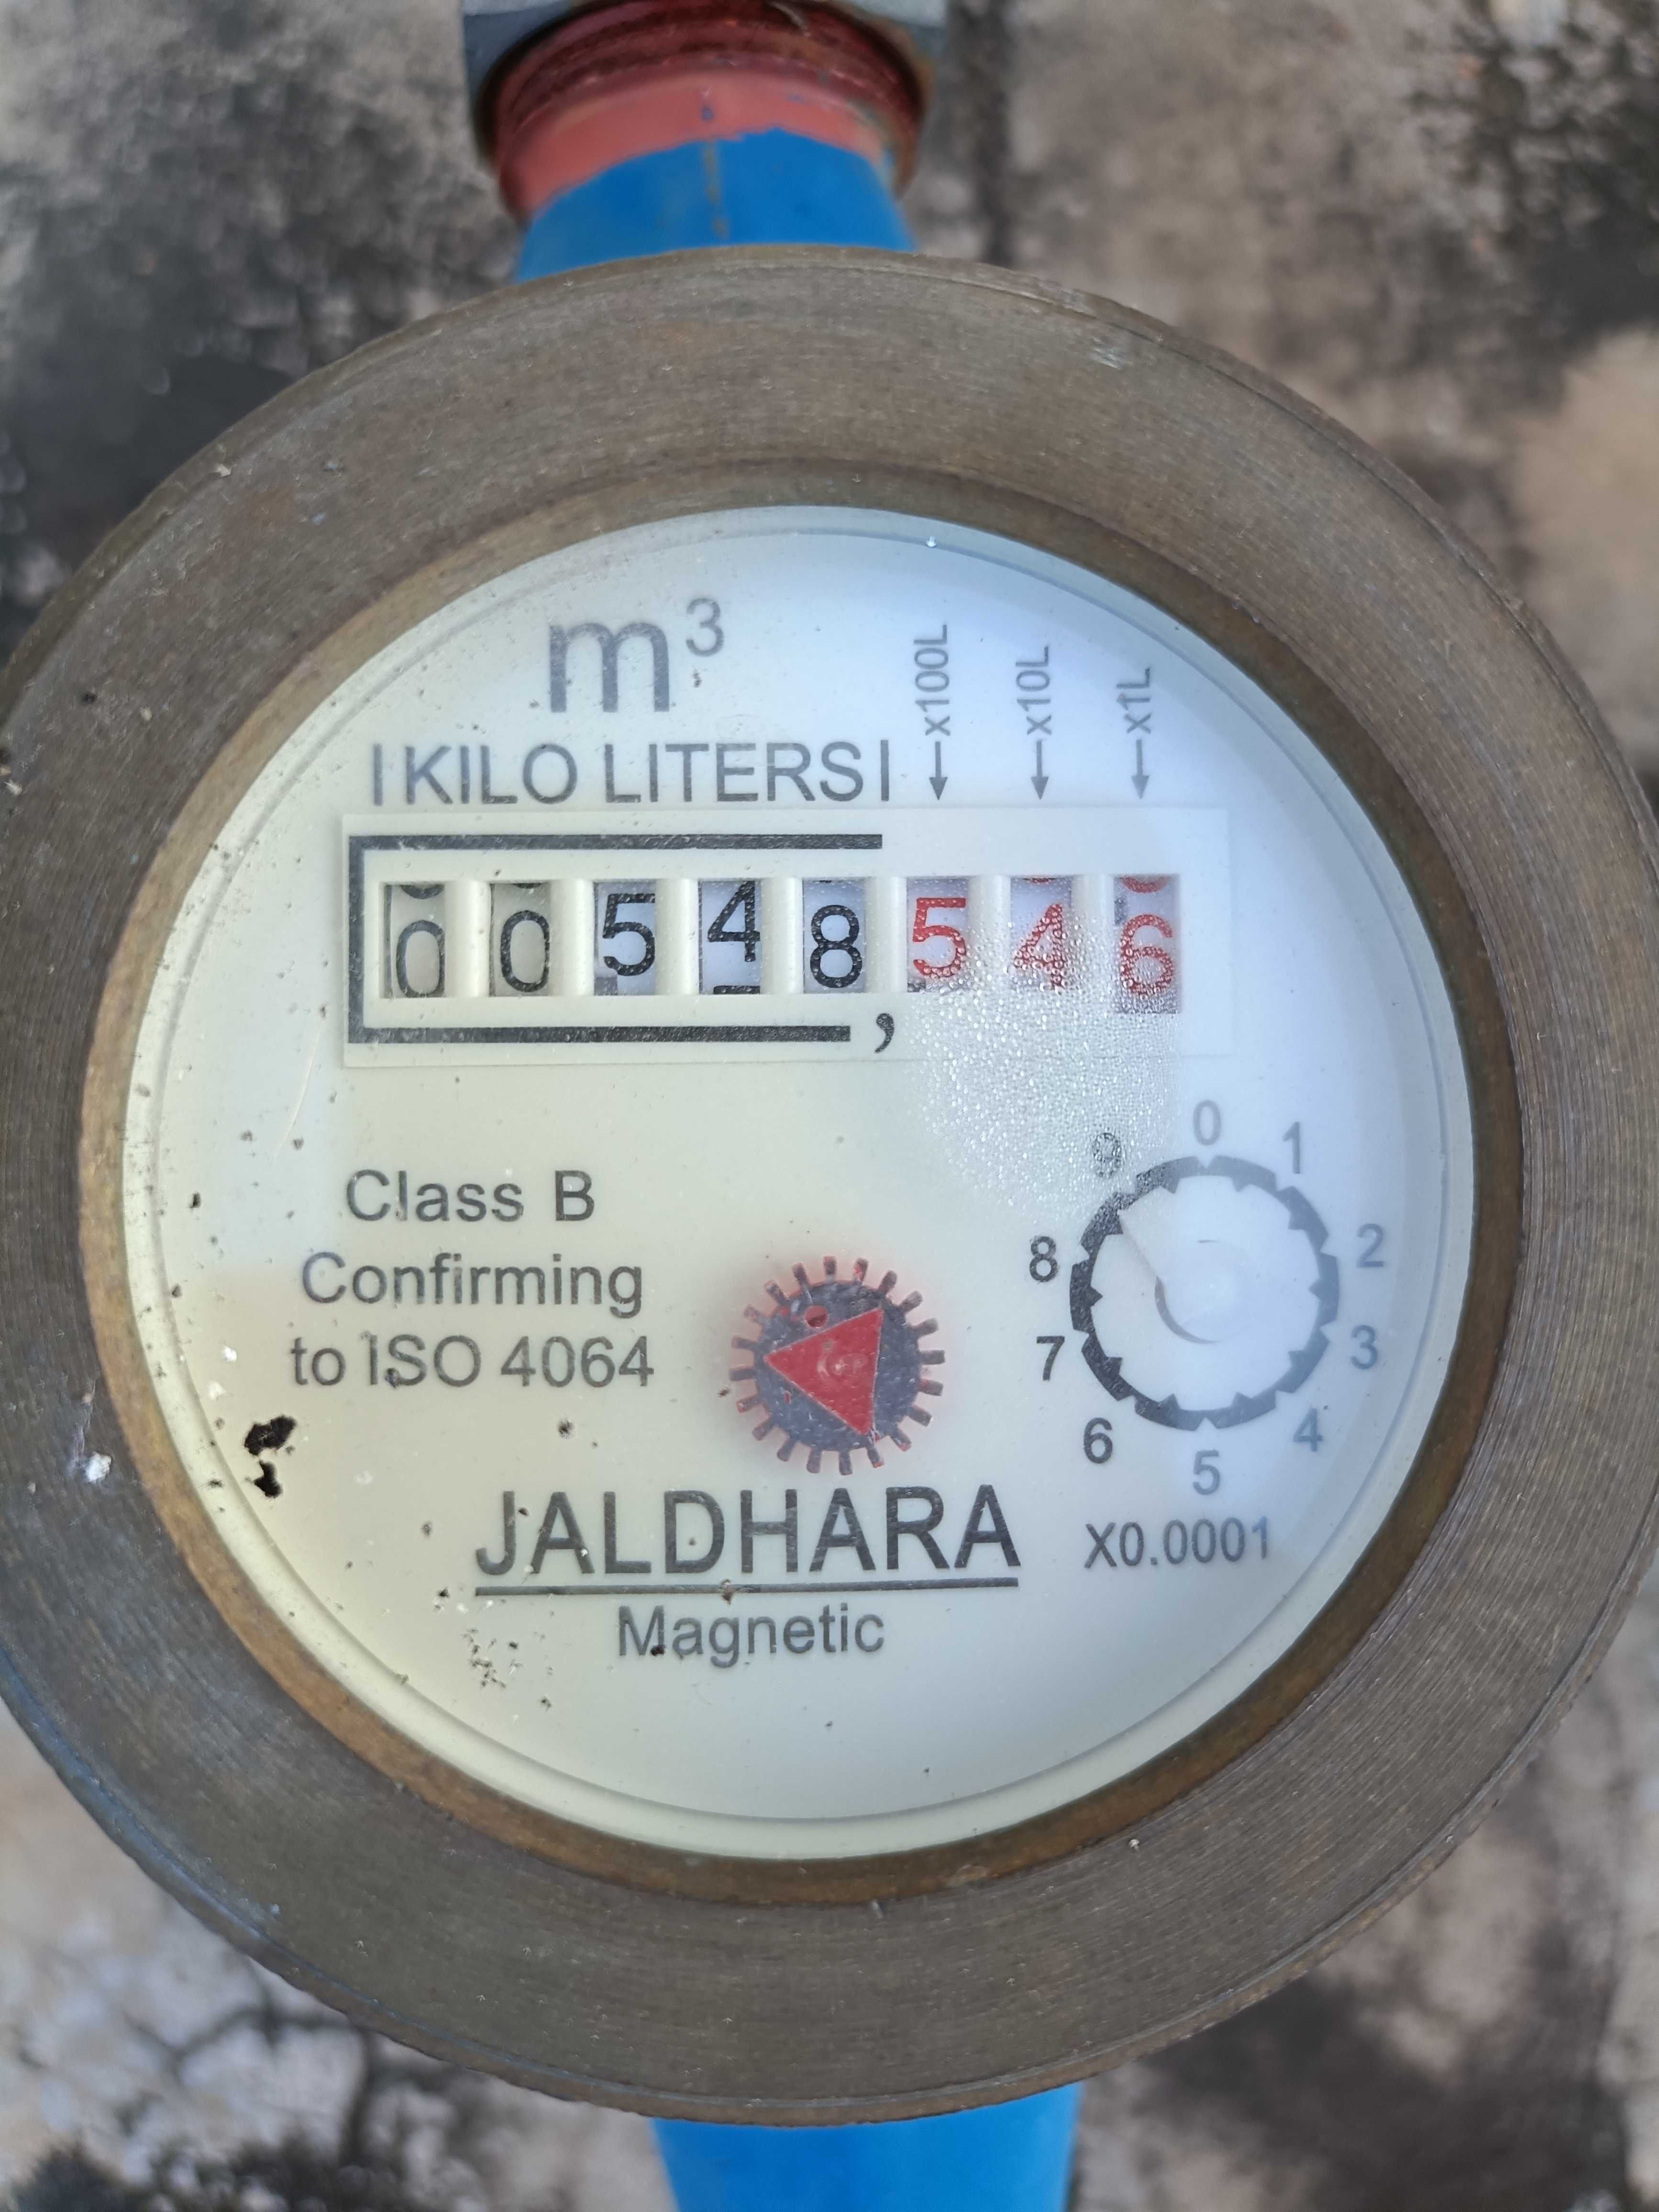 m³
|KILO LITERS|
←x100L
←x10L
←x1L
00548,546
Class B
Confirming
to ISO 4064
0
1
2
3
4
5
6
7
8
9
X0.0001
JALDHARA
Magnetic